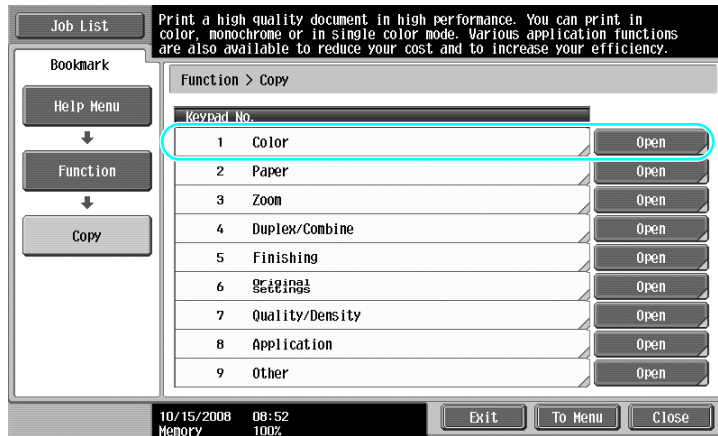 Job List
Print a high quality document in high performance. You can print in
color, monochrome or in single color mode. Various application functions
are also available to reduce your cost and to increase your efficiency.
Bookmark
Help Menu
Function
Copy
Function > Copy
Keypad No.
1 Color Open
2 Paper Open
3 Zoom Open
4 Duplex/Combine Open
5 Finishing Open
6 Original Settings Open
7 Quality/Density Open
8 Application Open
9 Other Open
10/15/2008 08:52
Memory 100%
Exit
To Menu
Close